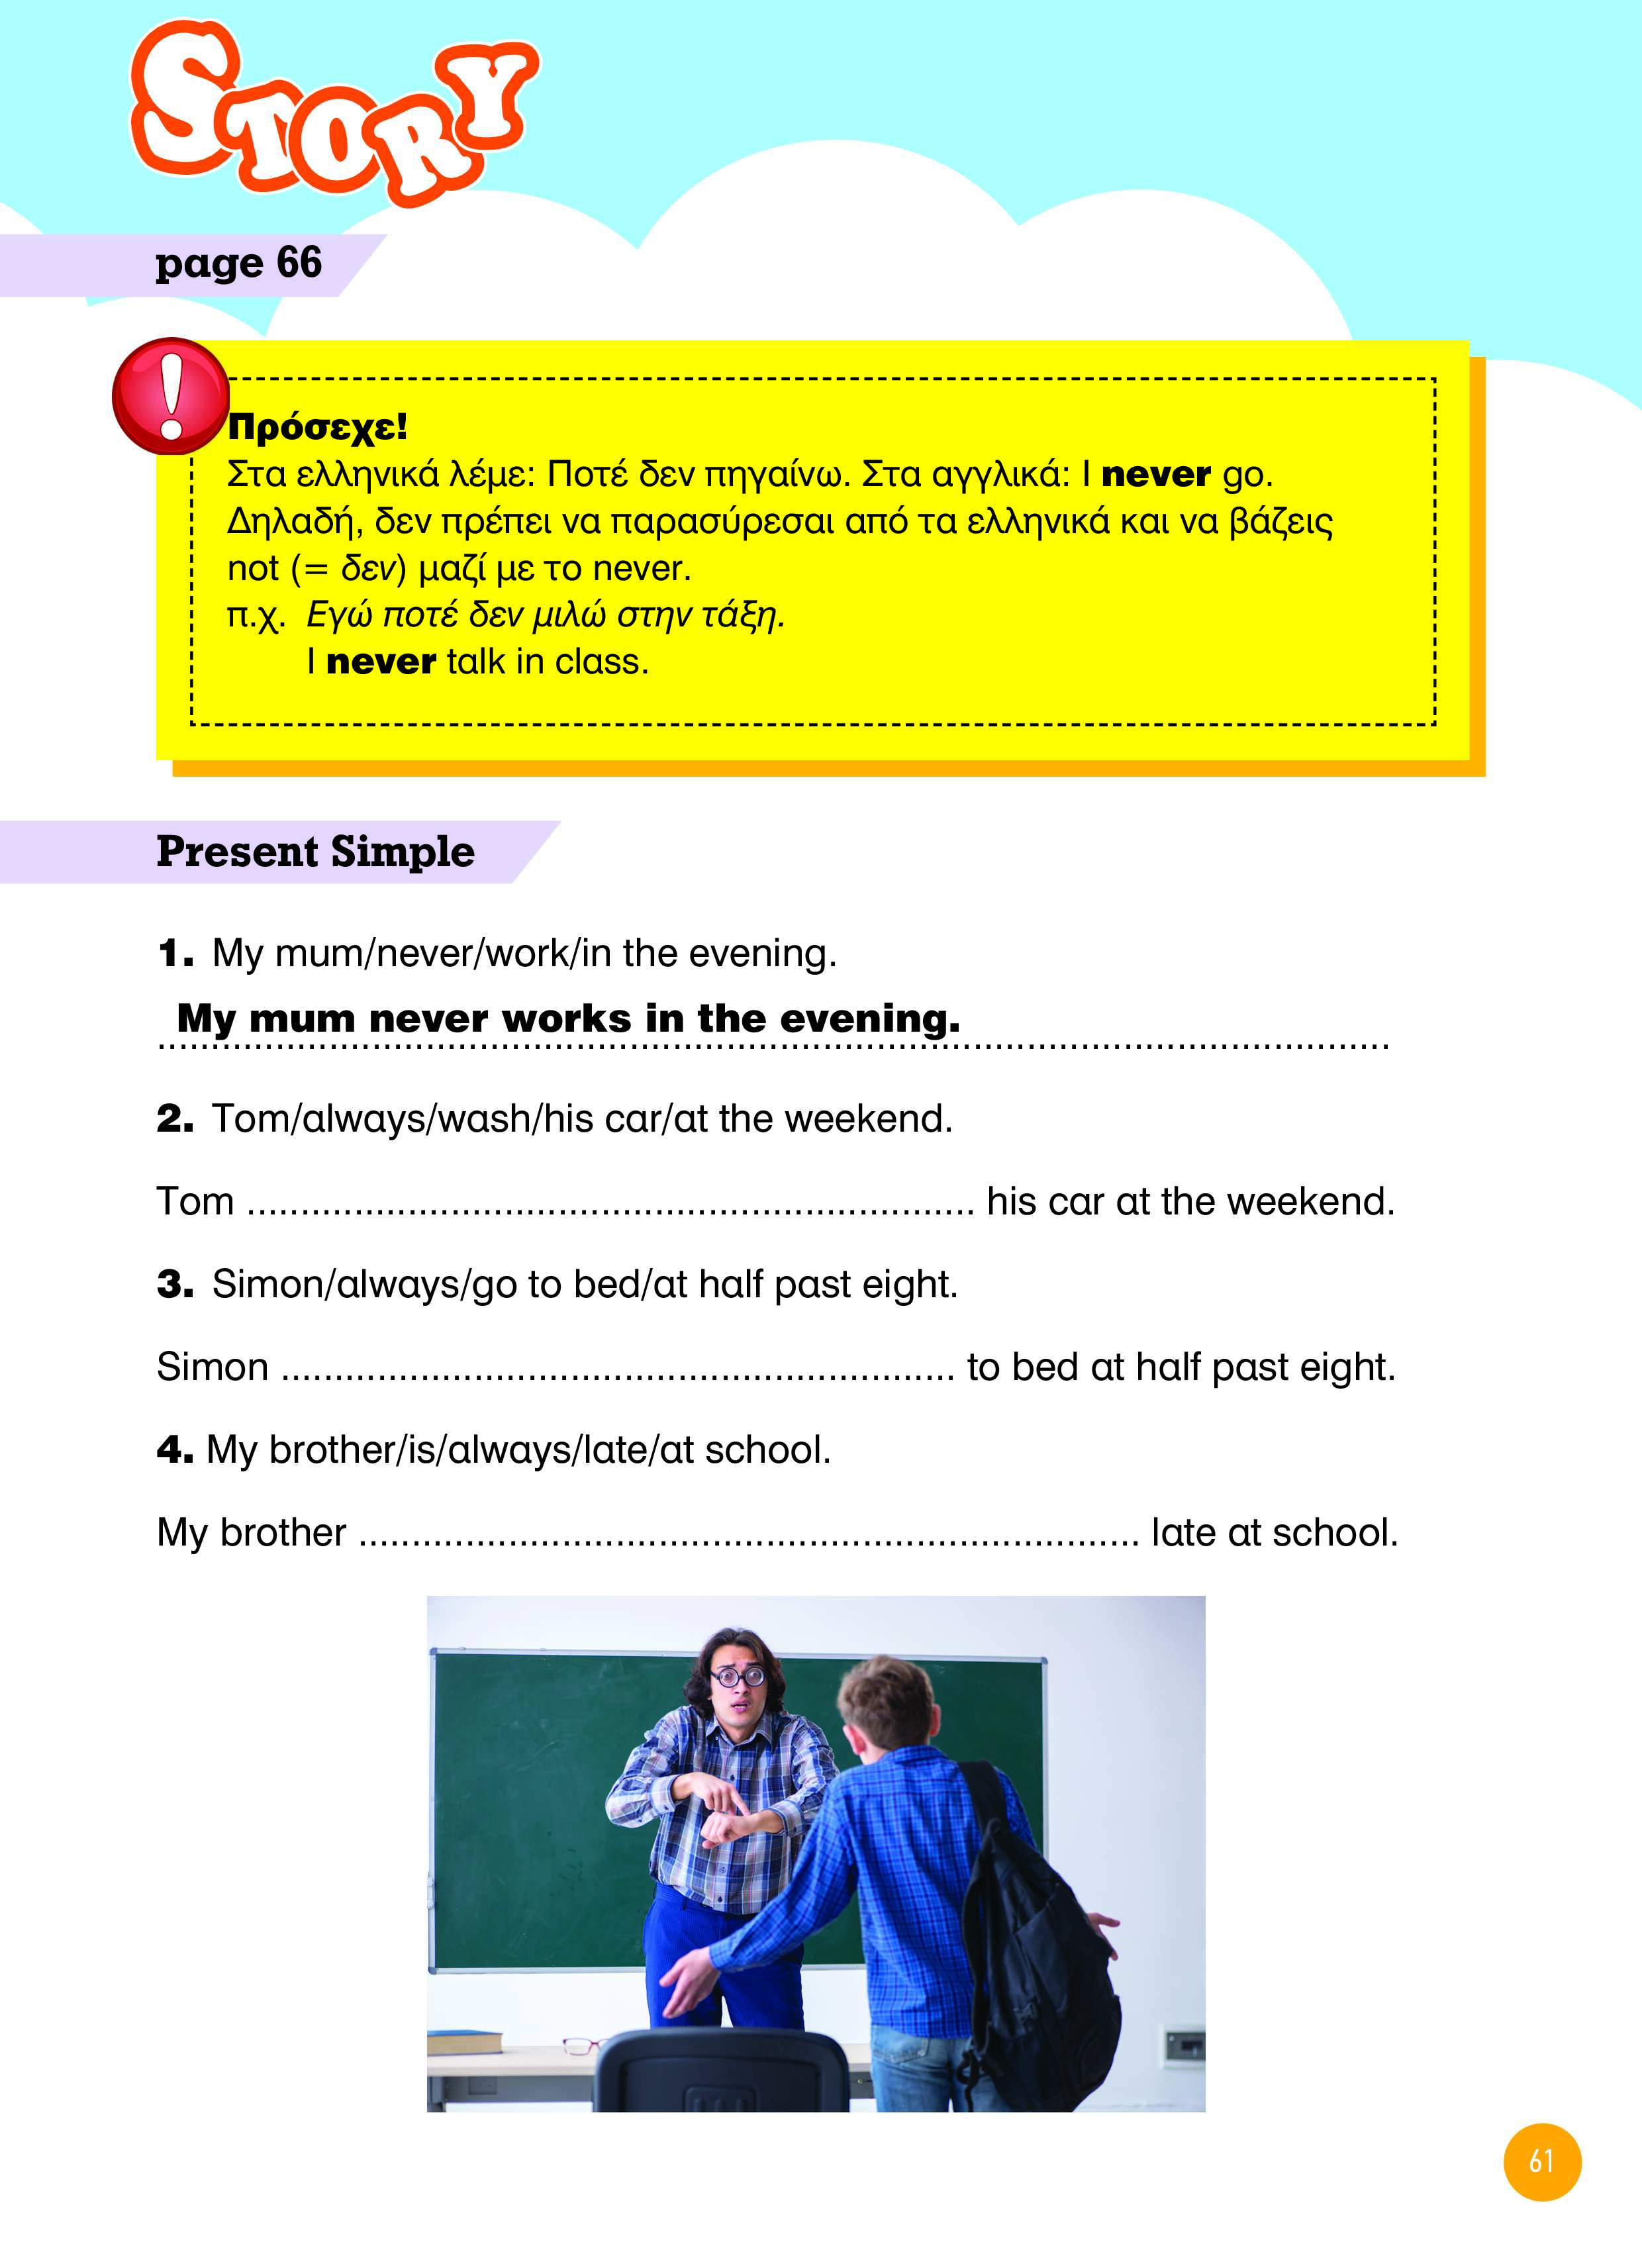 STORY
page 66
Πρόσεχε!
Στα ελληνικά λέμε: Ποτέ δεν πηγαίνω. Στα αγγλικά: I never go.
Δηλαδή, δεν πρέπει να παρασύρεσαι από τα ελληνικά και να βάζεις
not (= δεν) μαζί με το never.
π.χ. Εγώ ποτέ δεν μιλώ στην τάξη.
I never talk in class.
Present Simple
1. My mum/never/work/in the evening.
My mum never works in the evening.
2. Tom/always/wash/his car/at the weekend.
Tom ..................................................................... his car at the weekend.
3. Simon/always/go to bed/at half past eight.
Simon ................................................................ to bed at half past eight.
4. My brother/is/always/late/at school.
My brother .......................................................................... late at school.
61